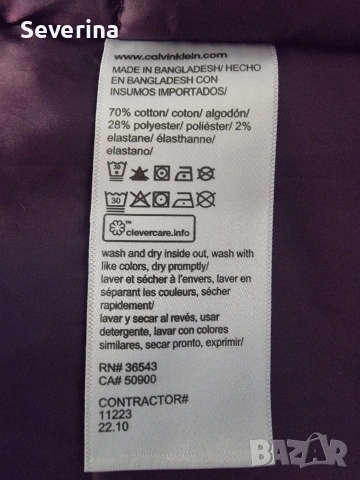 Severina
www.calvinklein.com
MADE IN BANGLADESH/ HECHO
EN BANGLADESH CON
INSUMOS IMPORTADOS/
70% cotton/ coton/ algodón/
28% polyester/ poliéster/ 2%
elastane/ élasthanne/
elastano/
30
30
™
clevercare.info
wash and dry inside out, wash with
like colors, dry promptly/
laver et sécher à l'envers, laver en
séparant les couleurs, sécher
rapidement/
lavar y secar al revés, usar
detergente, lavar con colores
similares, secar pronto, exprimir/
RN# 36543
CA# 50900
CONTRACTOR#
11223
22.10
BAZAR